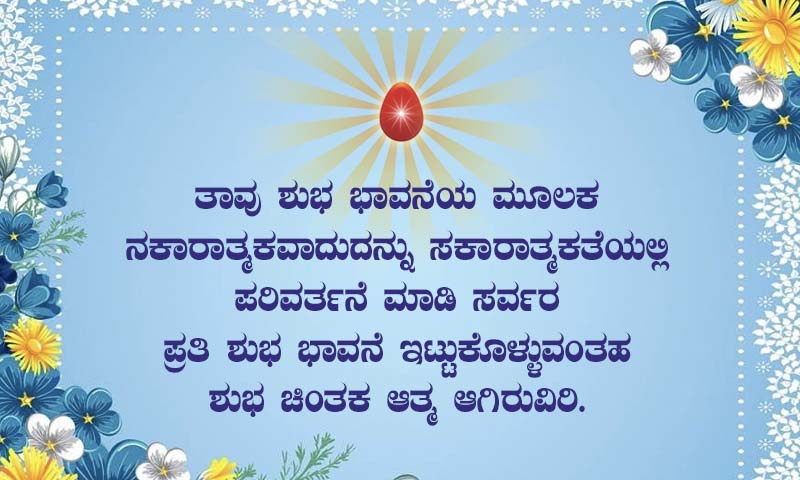 ತಾವು ಶುಭ ಭಾವನೆಯ ಮೂಲಕ
ನಕಾರಾತ್ಮಕವಾದುದನ್ನು ಸಕಾರಾತ್ಮಕತೆಯಲ್ಲಿ
ಪರಿವರ್ತನೆ ಮಾಡಿ ಸರ್ವರ
ಪ್ರತಿ ಶುಭ ಭಾವನೆ ಇಟ್ಟುಕೊಳ್ಳುವಂತಹ
ಶುಭ ಚಿಂತಕ ಆತ್ಮ ಆಗಿರುವಿರಿ.